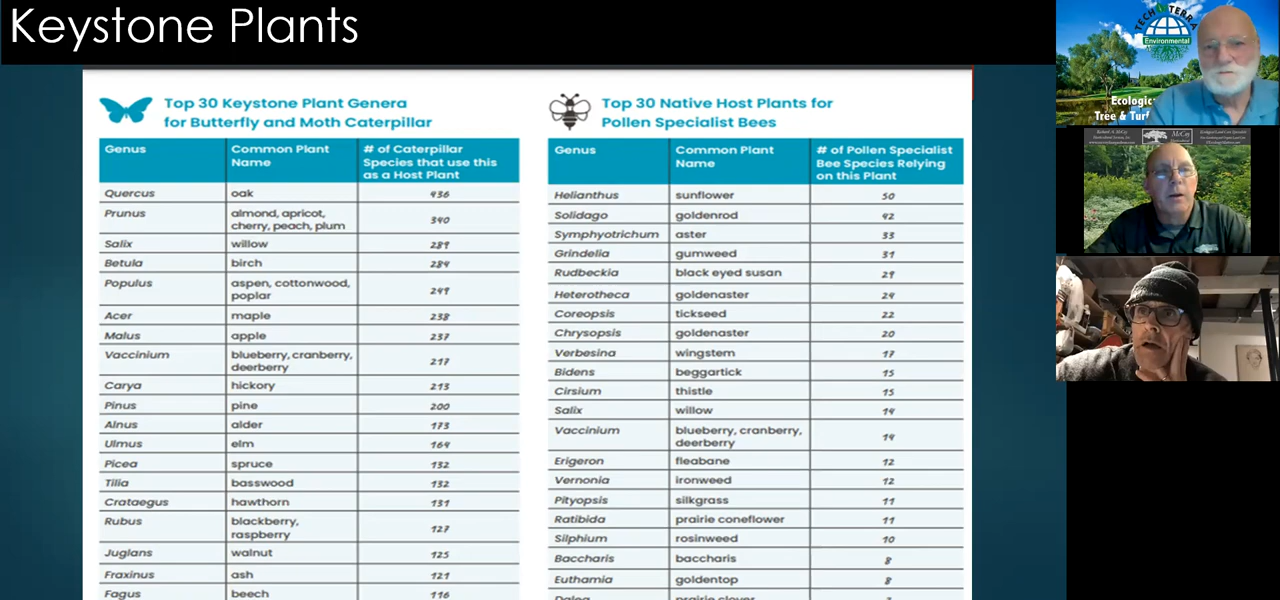 Keystone Plants
Top 30 Keystone Plant Genera
for Butterfly and Moth Caterpillar
Genus
Common Plant
Name
# of Caterpillar
Species that use this
as a Host Plant
Quercus oak 436
Prunus almond, apricot,
cherry, peach, plum 340
Salix willow 289
Betula birch 284
Populus aspen, cottonwood,
poplar 249
Acer maple 238
Malus apple 237
Vaccinium blueberry, cranberry,
deerberry 217
Carya hickory 213
Pinus pine 200
Alnus alder 173
Ulmus elm 164
Picea spruce 132
Tilia basswood 132
Crataegus hawthorn 131
Rubus blackberry,
raspberry 127
Juglans walnut 125
Fraxinus ash 121
Fagus beech 116
Top 30 Native Host Plants for
Pollen Specialist Bees
Genus
Common Plant
Name
# of Pollen Specialist
Bee Species Relying
on this Plant
Helianthus sunflower 50
Solidago goldenrod 42
Symphyotrichum aster 33
Grindelia gumweed 31
Rudbeckia black eyed susan 29
Heterotheca goldenaster 24
Coreopsis tickseed 22
Chrysopsis goldenaster 20
Verbesina wingstem 17
Bidens beggartick 15
Cirsium thistle 15
Salix willow 14
Vaccinium blueberry, cranberry,
deerberry 14
Erigeron fleabane 12
Vernonia ironweed 12
Pityopsis silkgrass 11
Ratibida prairie coneflower 11
Silphium rosinweed 10
Baccharis baccharis 8
Euthamia goldentop 8
Dalea prairie clover
TECH TERRA
Environmental
Ecologic
Tree & Turf
McCoy